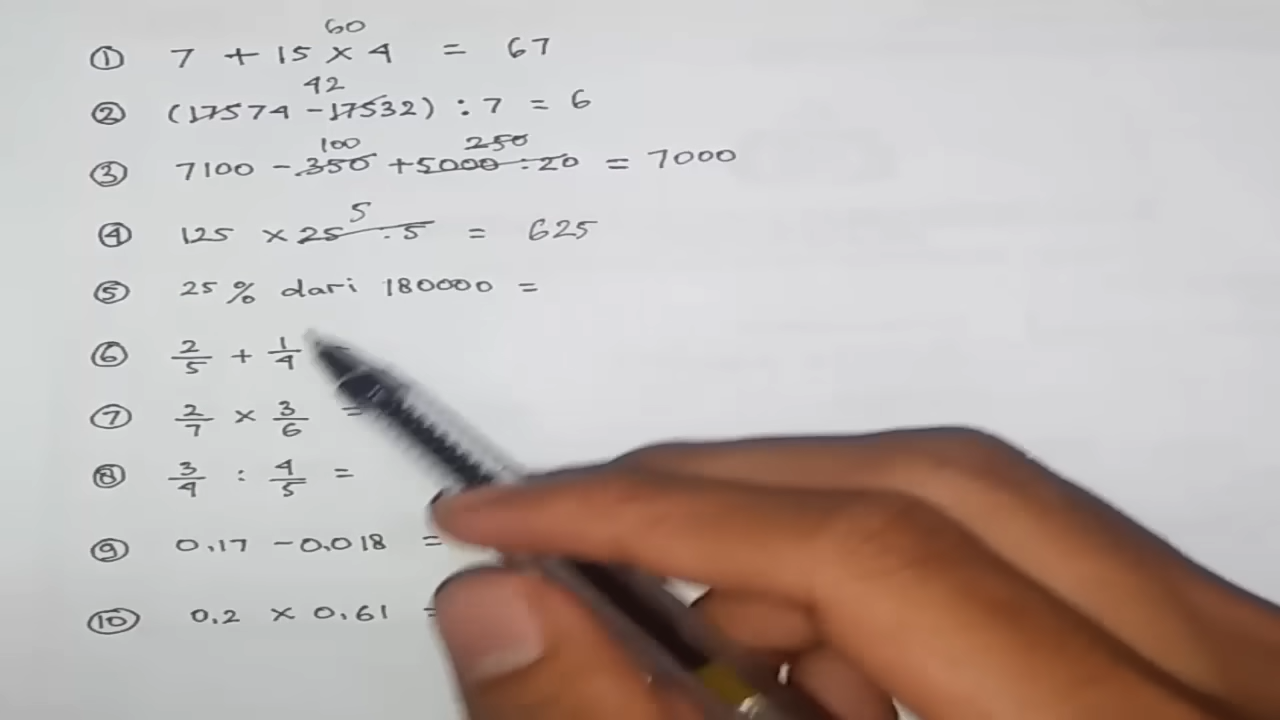 60
① 7 + 15 × 4 = 67
42
② (17574 - 17532) : 7 = 6
100 250
③ 7100 - 350 + 5000 : 20 = 7000
5
④ 125 × 25 : 5 = 625
⑤ 25 % dari 180000 =
⑥ 2/5 + 1/4 =
⑦ 2/7 × 3/6 =
⑧ 3/4 : 4/5 =
⑨ 0,17 - 0,018 =
⑩ 0,2 × 0,61 =